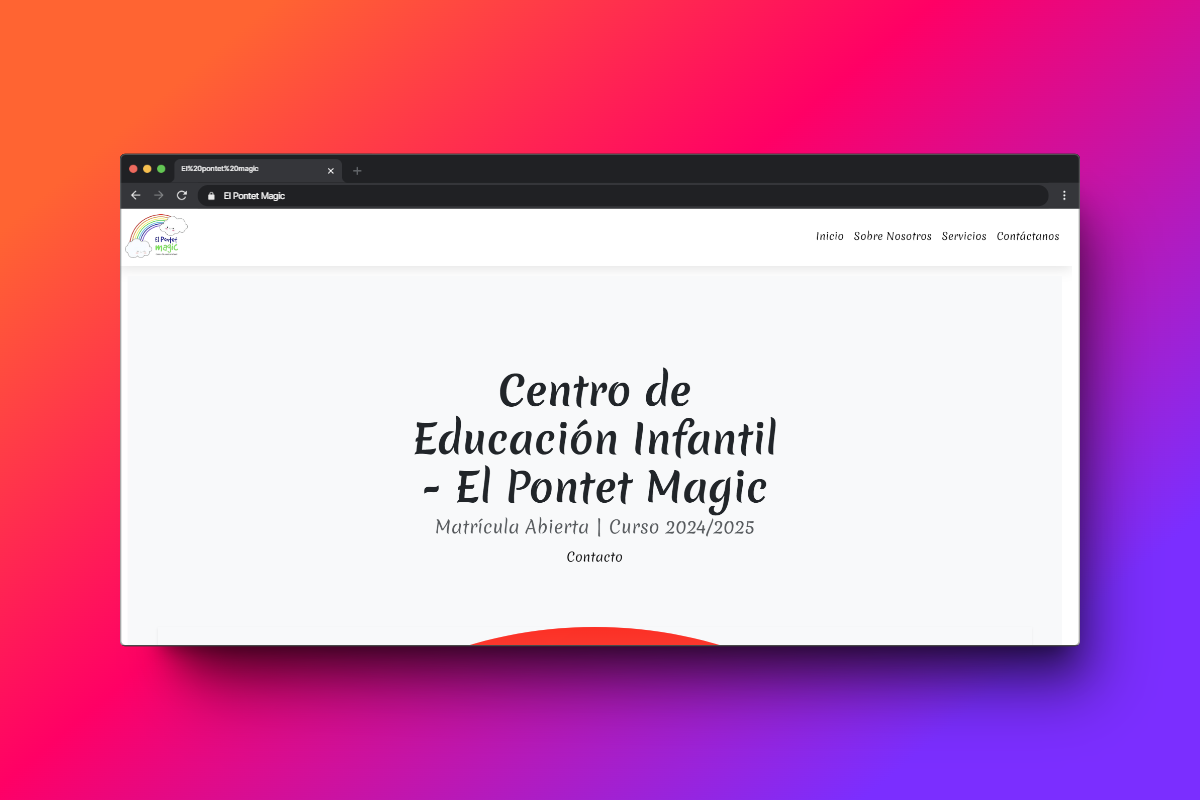 El%20pontet%20magic
El Pontet Magic
El Pontet
magic
Inicio Sobre Nosotros Servicios Contáctanos
Centro de
Educación Infantil
- El Pontet Magic
Matrícula Abierta | Curso 2024/2025
Contacto